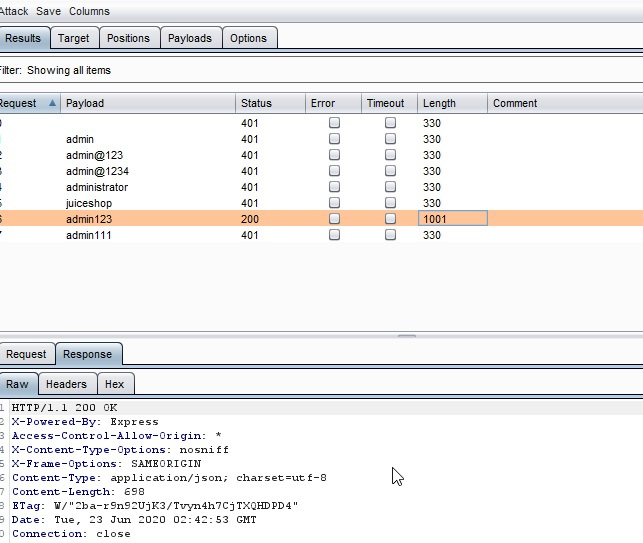 Attack Save Columns
Results Target Positions Payloads Options
Filter: Showing all items
Request Payload Status Error Timeout Length Comment
0 401 330
admin 401 330
2 admin@123 401 330
3 admin@1234 401 330
4 administrator 401 330
5 juiceshop 401 330
6 admin123 200 1001
7 admin111 401 330
Request Response
Raw Headers Hex
1 HTTP/1.1 200 OK
2 X-Powered-By: Express
3 Access-Control-Allow-Origin: *
4 X-Content-Type-Options: nosniff
5 X-Frame-Options: SAMEORIGIN
6 Content-Type: application/json; charset=utf-8
7 Content-Length: 698
8 ETag: W/"2ba-r9n92UjK3/Tvyn4h7CjTXQHDPD4"
9 Date: Tue, 23 Jun 2020 02:42:53 GMT
0 Connection: close